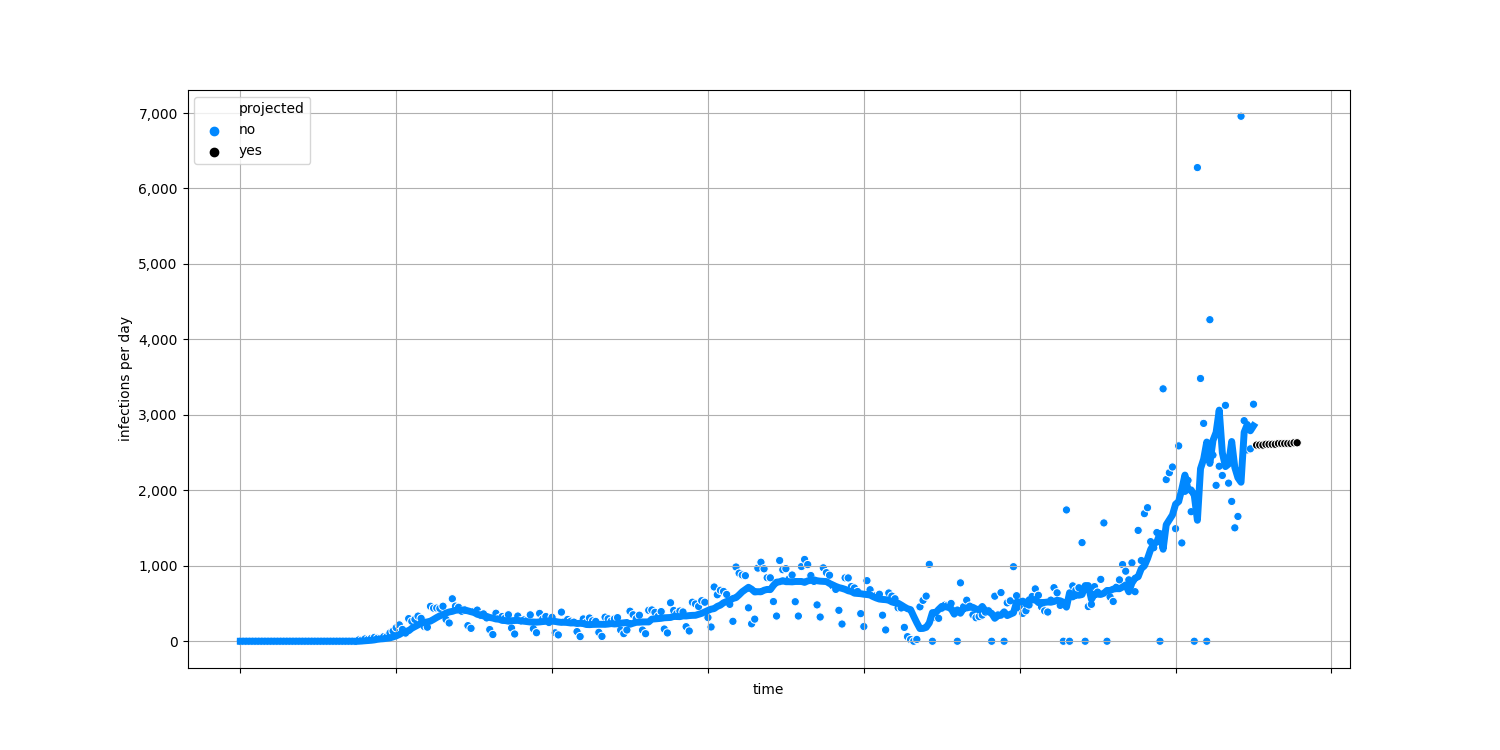 projected
no
yes
7,000
6,000
5,000
4,000
3,000
2,000
1,000
0
infections per day
time